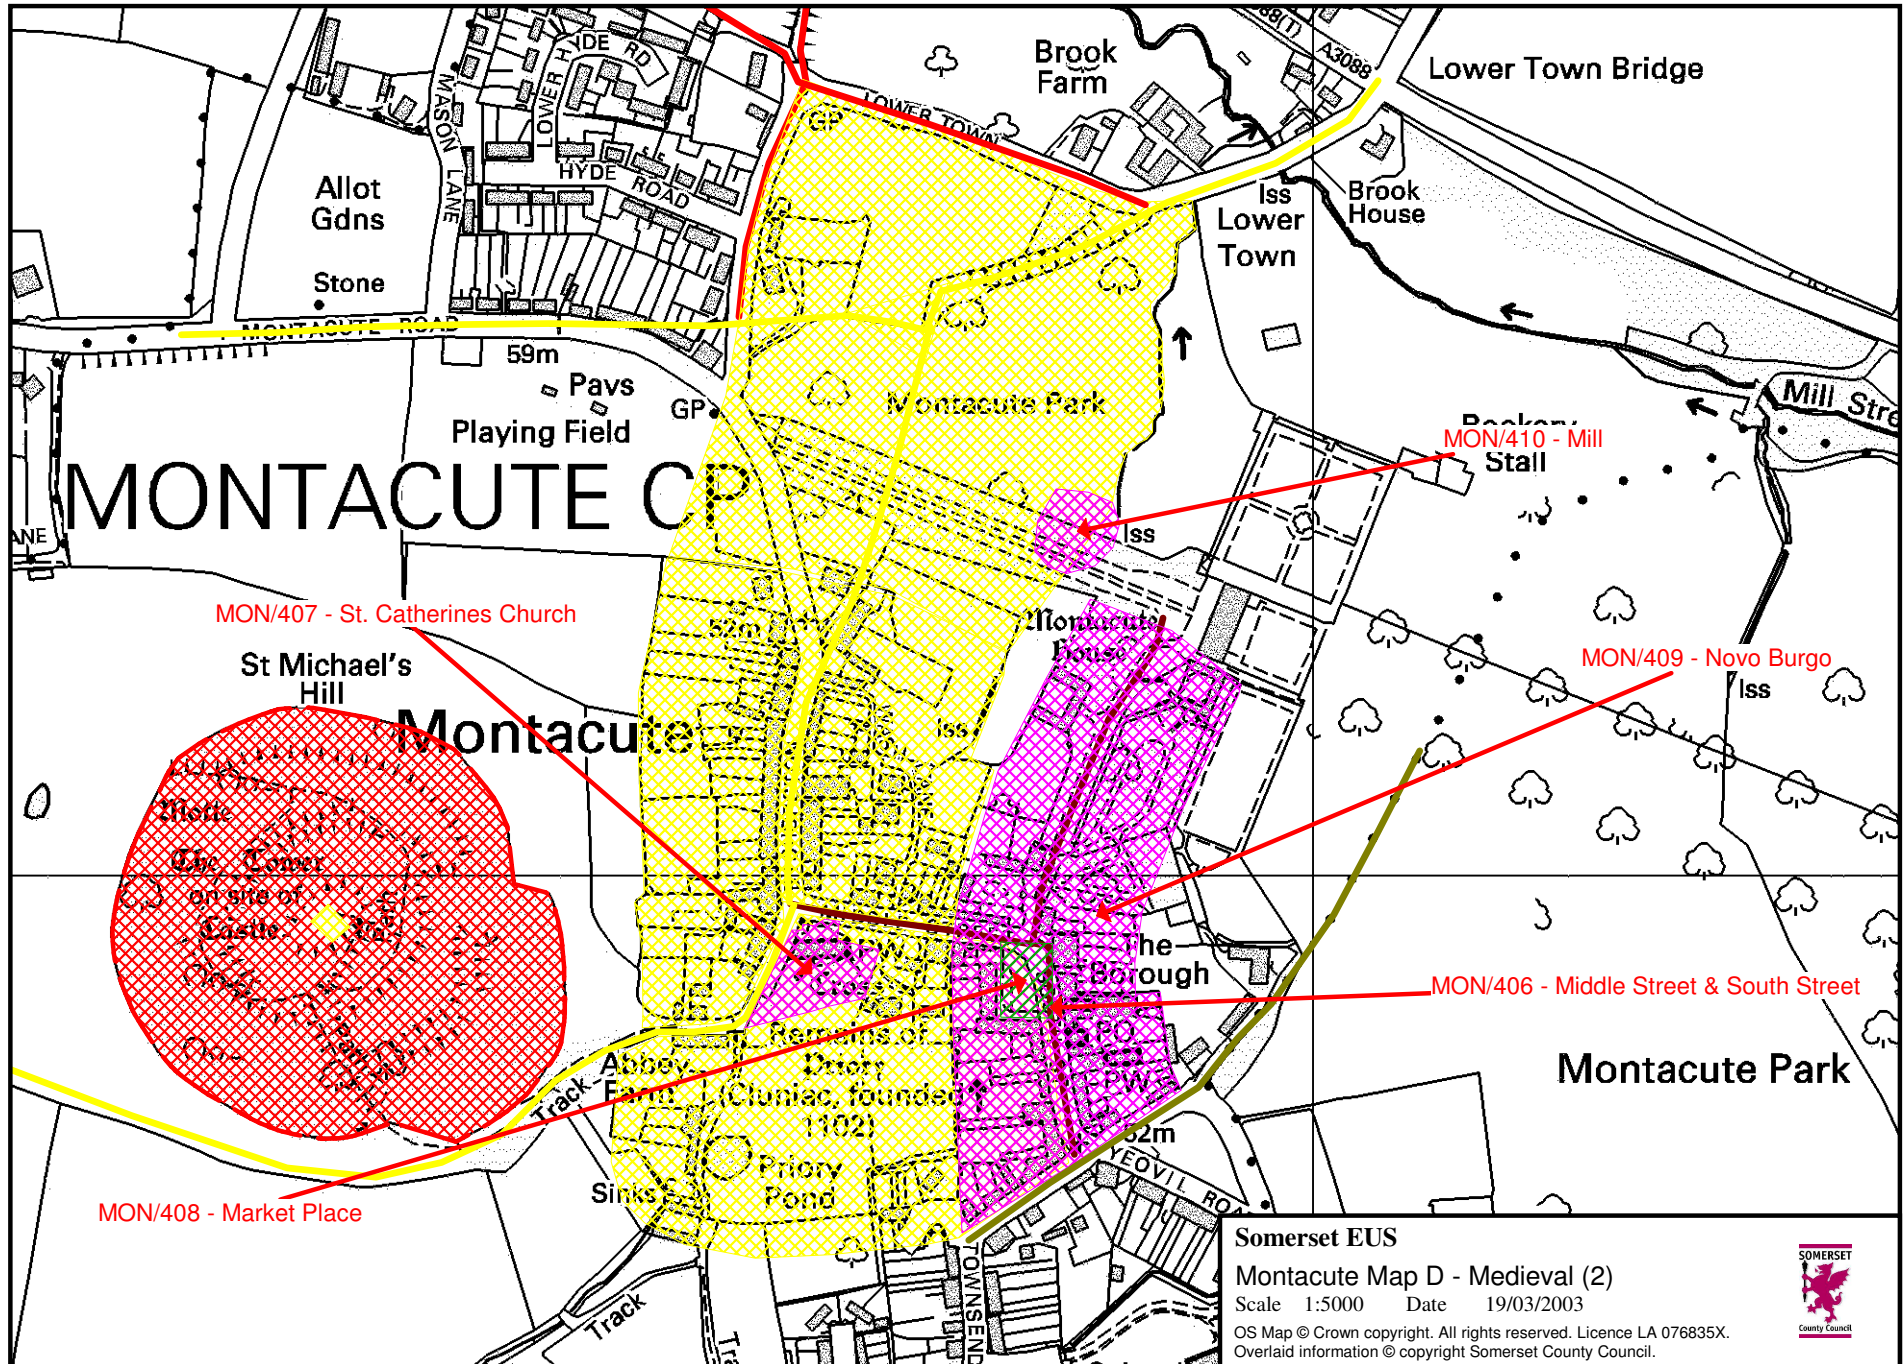 HYDE RD
LOWER HYDE
MASON LANE
HYDE ROAD
Allot
Gdns
Stone
MONTACUTE ROAD
59m
Pavs
GP
Playing Field
MONTACUTE CP
GP
LOWER TOWN
Brook
Farm
A3088
Lower Town Bridge
Iss
Lower
Town
Brook
House
Montacute Park
Mill Stre
MON/410 - Mill
Stall
Iss
ANE
MON/407 - St. Catherines Church
St Michael's
Hill
Montacute
52m
Montacute
House
Iss
MON/409 - Novo Burgo
Iss
Motte
The Tower
on site of
Castle
The
Borough
MON/406 - Middle Street & South Street
Montacute Park
Track
Priory
(Cluniac, founded
1102)
Priory
Pond
Sinks
PW
62m
YEOVIL ROA
MON/408 - Market Place
TOWNSEND
Track
Tra
Somerset EUS
Montacute Map D - Medieval (2)
Scale 1:5000 Date 19/03/2003
OS Map © Crown copyright. All rights reserved. Licence LA 076835X.
Overlaid information © copyright Somerset County Council.
SOMERSET
County Council